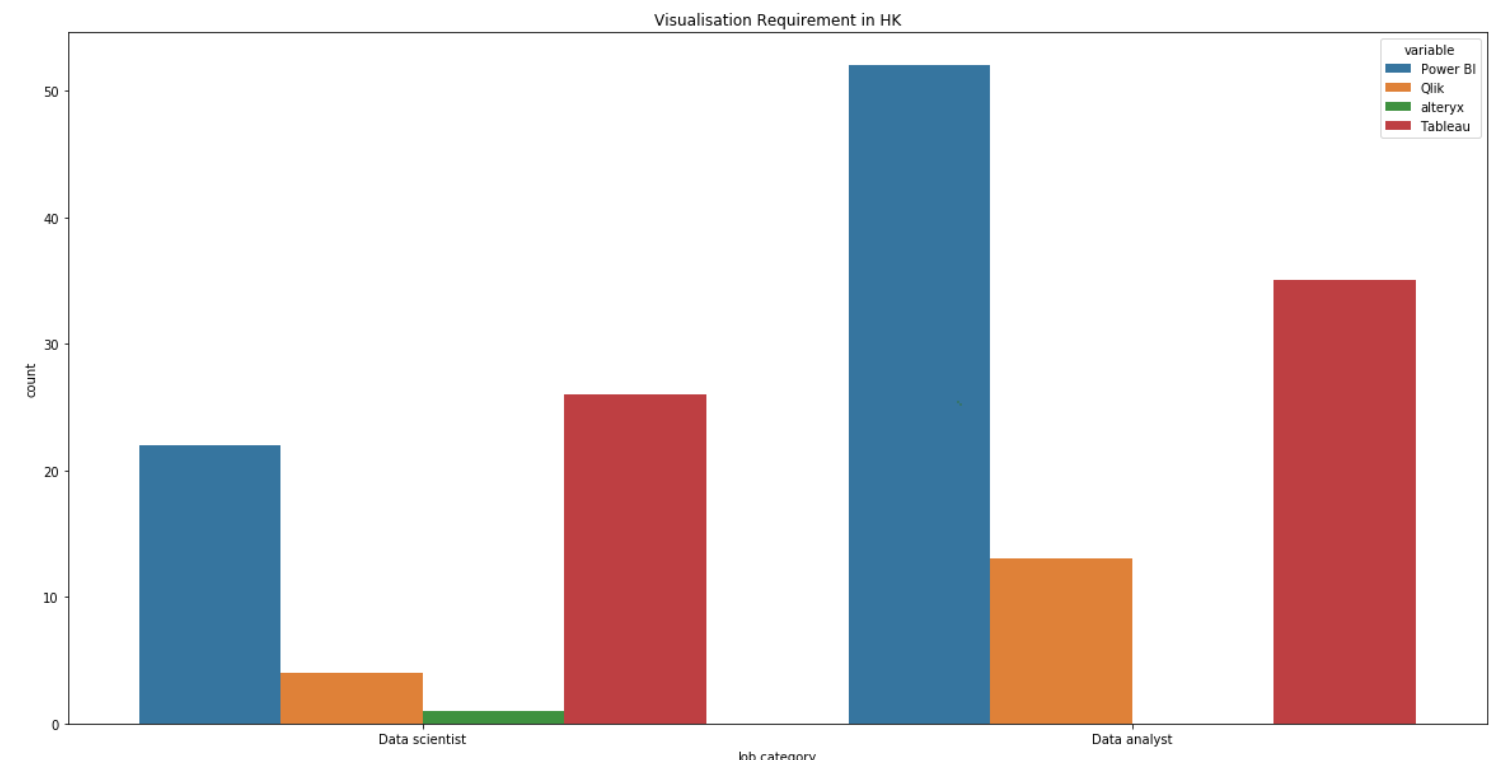 Visualisation Requirement in HK
variable
Power BI
Qlik
alteryx
Tableau
50
40
30
20
10
0
count
Data scientist
Data analyst
Job category